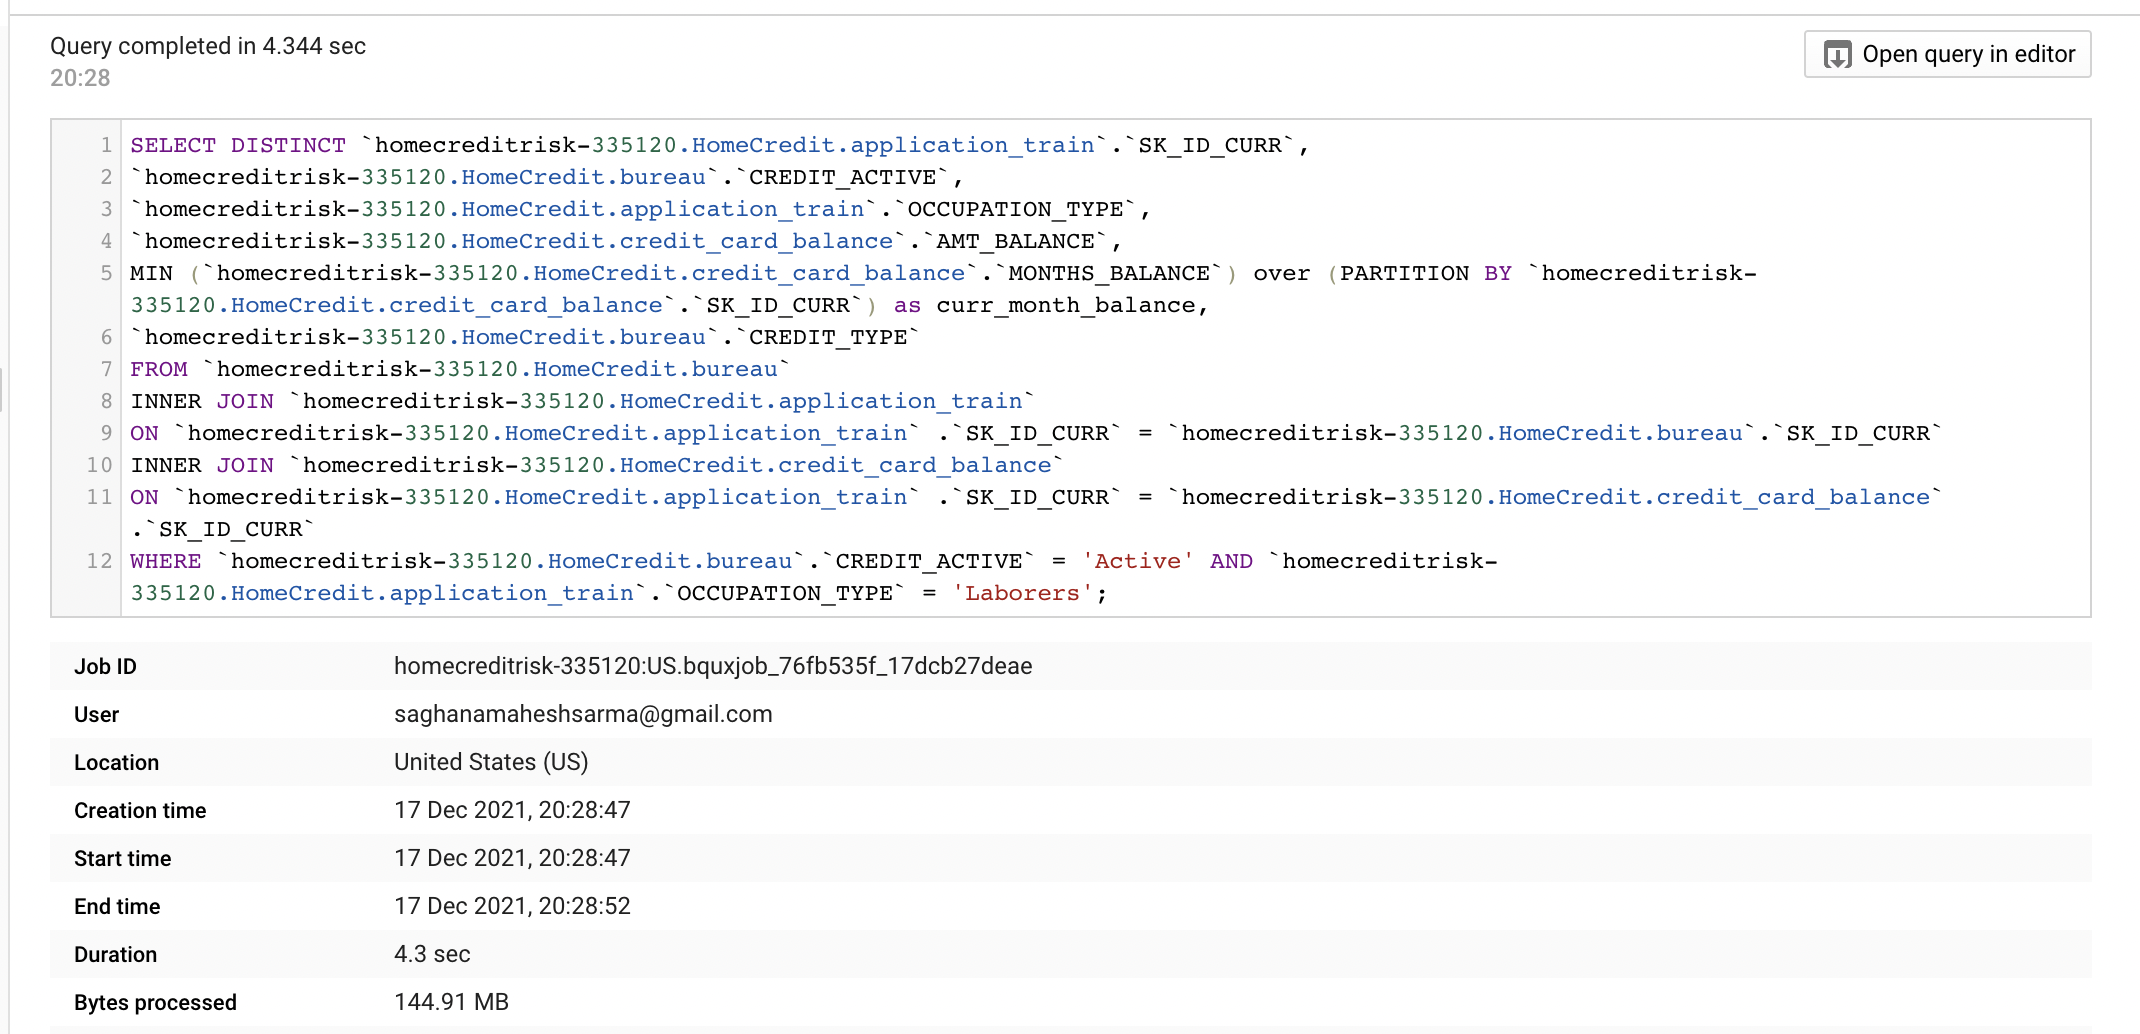 Query completed in 4.344 sec
20:28
Open query in editor
1 SELECT DISTINCT `homecreditrisk-335120.HomeCredit.application_train`.`SK_ID_CURR`,
2 `homecreditrisk-335120.HomeCredit.bureau`.`CREDIT_ACTIVE`,
3 `homecreditrisk-335120.HomeCredit.application_train`.`OCCUPATION_TYPE`,
4 `homecreditrisk-335120.HomeCredit.credit_card_balance`.`AMT_BALANCE`,
5 MIN (`homecreditrisk-335120.HomeCredit.credit_card_balance`.`MONTHS_BALANCE`) over (PARTITION BY `homecreditrisk-
335120.HomeCredit.credit_card_balance`.`SK_ID_CURR`) as curr_month_balance,
6 `homecreditrisk-335120.HomeCredit.bureau`.`CREDIT_TYPE`
7 FROM `homecreditrisk-335120.HomeCredit.bureau`
8 INNER JOIN `homecreditrisk-335120.HomeCredit.application_train`
9 ON `homecreditrisk-335120.HomeCredit.application_train` .`SK_ID_CURR` = `homecreditrisk-335120.HomeCredit.bureau`.`SK_ID_CURR`
10 INNER JOIN `homecreditrisk-335120.HomeCredit.credit_card_balance`
11 ON `homecreditrisk-335120.HomeCredit.application_train` .`SK_ID_CURR` = `homecreditrisk-335120.HomeCredit.credit_card_balance`
.`SK_ID_CURR`
12 WHERE `homecreditrisk-335120.HomeCredit.bureau`.`CREDIT_ACTIVE` = 'Active' AND `homecreditrisk-
335120.HomeCredit.application_train`.`OCCUPATION_TYPE` = 'Laborers';
Job ID homecreditrisk-335120:US.bquxjob_76fb535f_17dcb27deae
User saghanamaheshsarma@gmail.com
Location United States (US)
Creation time 17 Dec 2021, 20:28:47
Start time 17 Dec 2021, 20:28:47
End time 17 Dec 2021, 20:28:52
Duration 4.3 sec
Bytes processed 144.91 MB